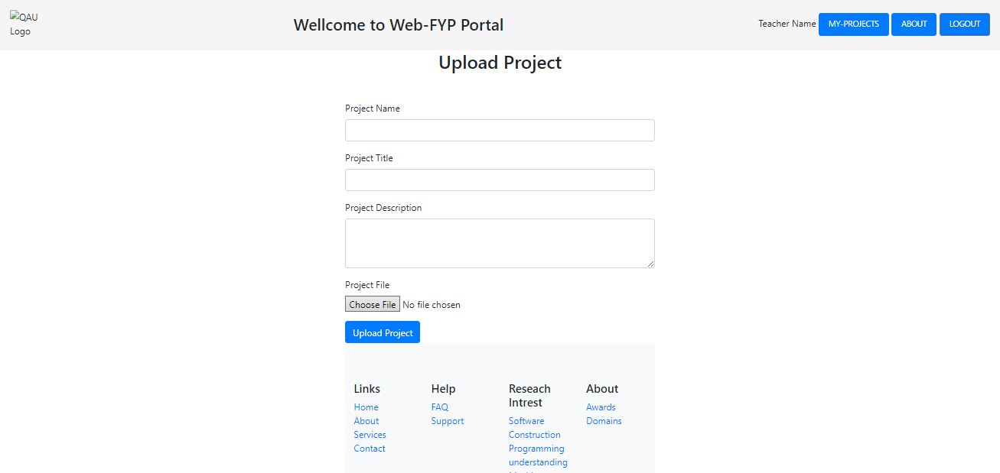 QAU
Logo
Wellcome to Web-FYP Portal
Teacher Name MY-PROJECTS ABOUT LOGOUT
Upload Project
Project Name
Project Title
Project Description
Project File
Choose File No file chosen
Upload Project
Links
Home
About
Services
Contact
Help
FAQ
Support
Reseach
Intrest
Software
Construction
Programming
understanding
About
Awards
Domains